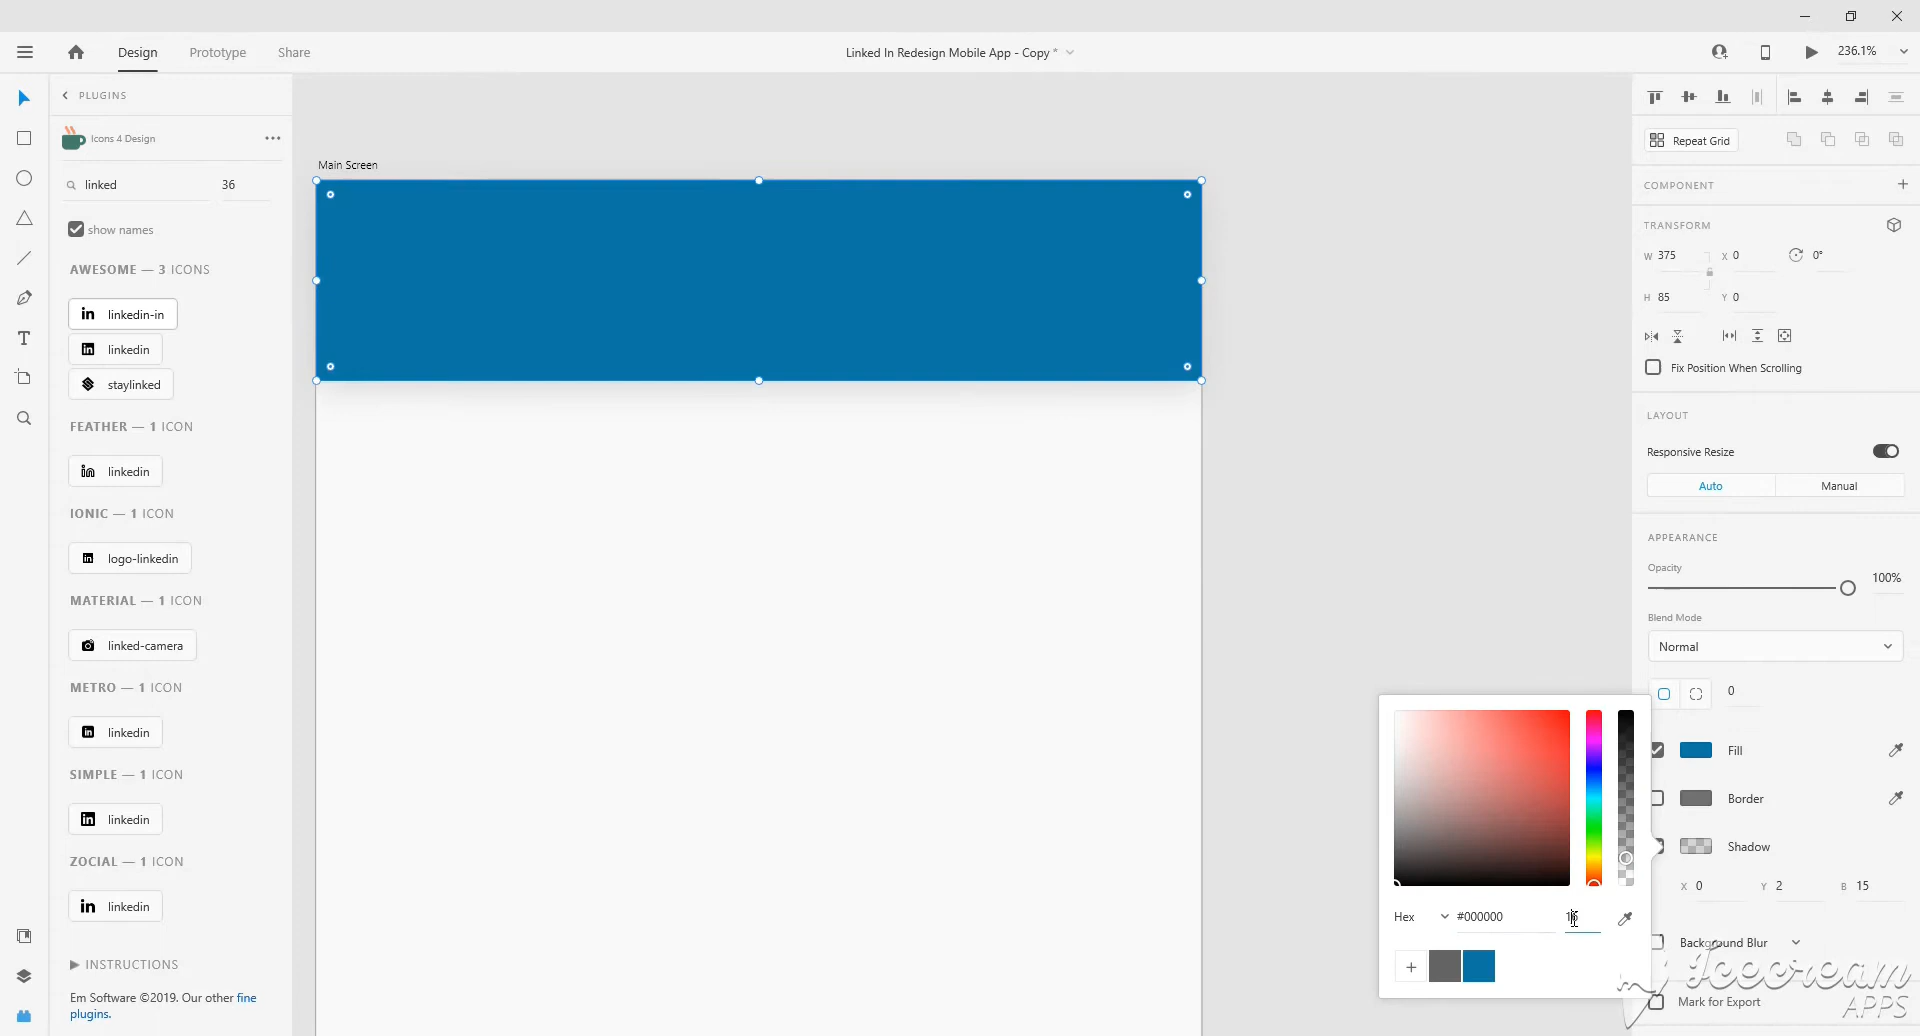 Design
Prototype
Share
Linked In Redesign Mobile App - Copy *
236.1%
PLUGINS
Icons 4 Design
linked
36
show names
AWESOME — 3 ICONS
linkedin-in
linkedin
staylinked
FEATHER — 1 ICON
linkedin
IONIC — 1 ICON
logo-linkedin
MATERIAL — 1 ICON
linked-camera
METRO — 1 ICON
linkedin
SIMPLE — 1 ICON
linkedin
ZOCIAL — 1 ICON
linkedin
INSTRUCTIONS
Em Software ©2019. Our other fine
plugins.
Main Screen
Repeat Grid
COMPONENT
TRANSFORM
W 375
X 0
0°
H 85
Y 0
Fix Position When Scrolling
LAYOUT
Responsive Resize
Auto
Manual
APPEARANCE
Opacity
100%
Blend Mode
Normal
0
Fill
Border
Shadow
X 0
Y 2
B 15
Background Blur
Mark for Export
Hex
#000000
Icecream
APPS